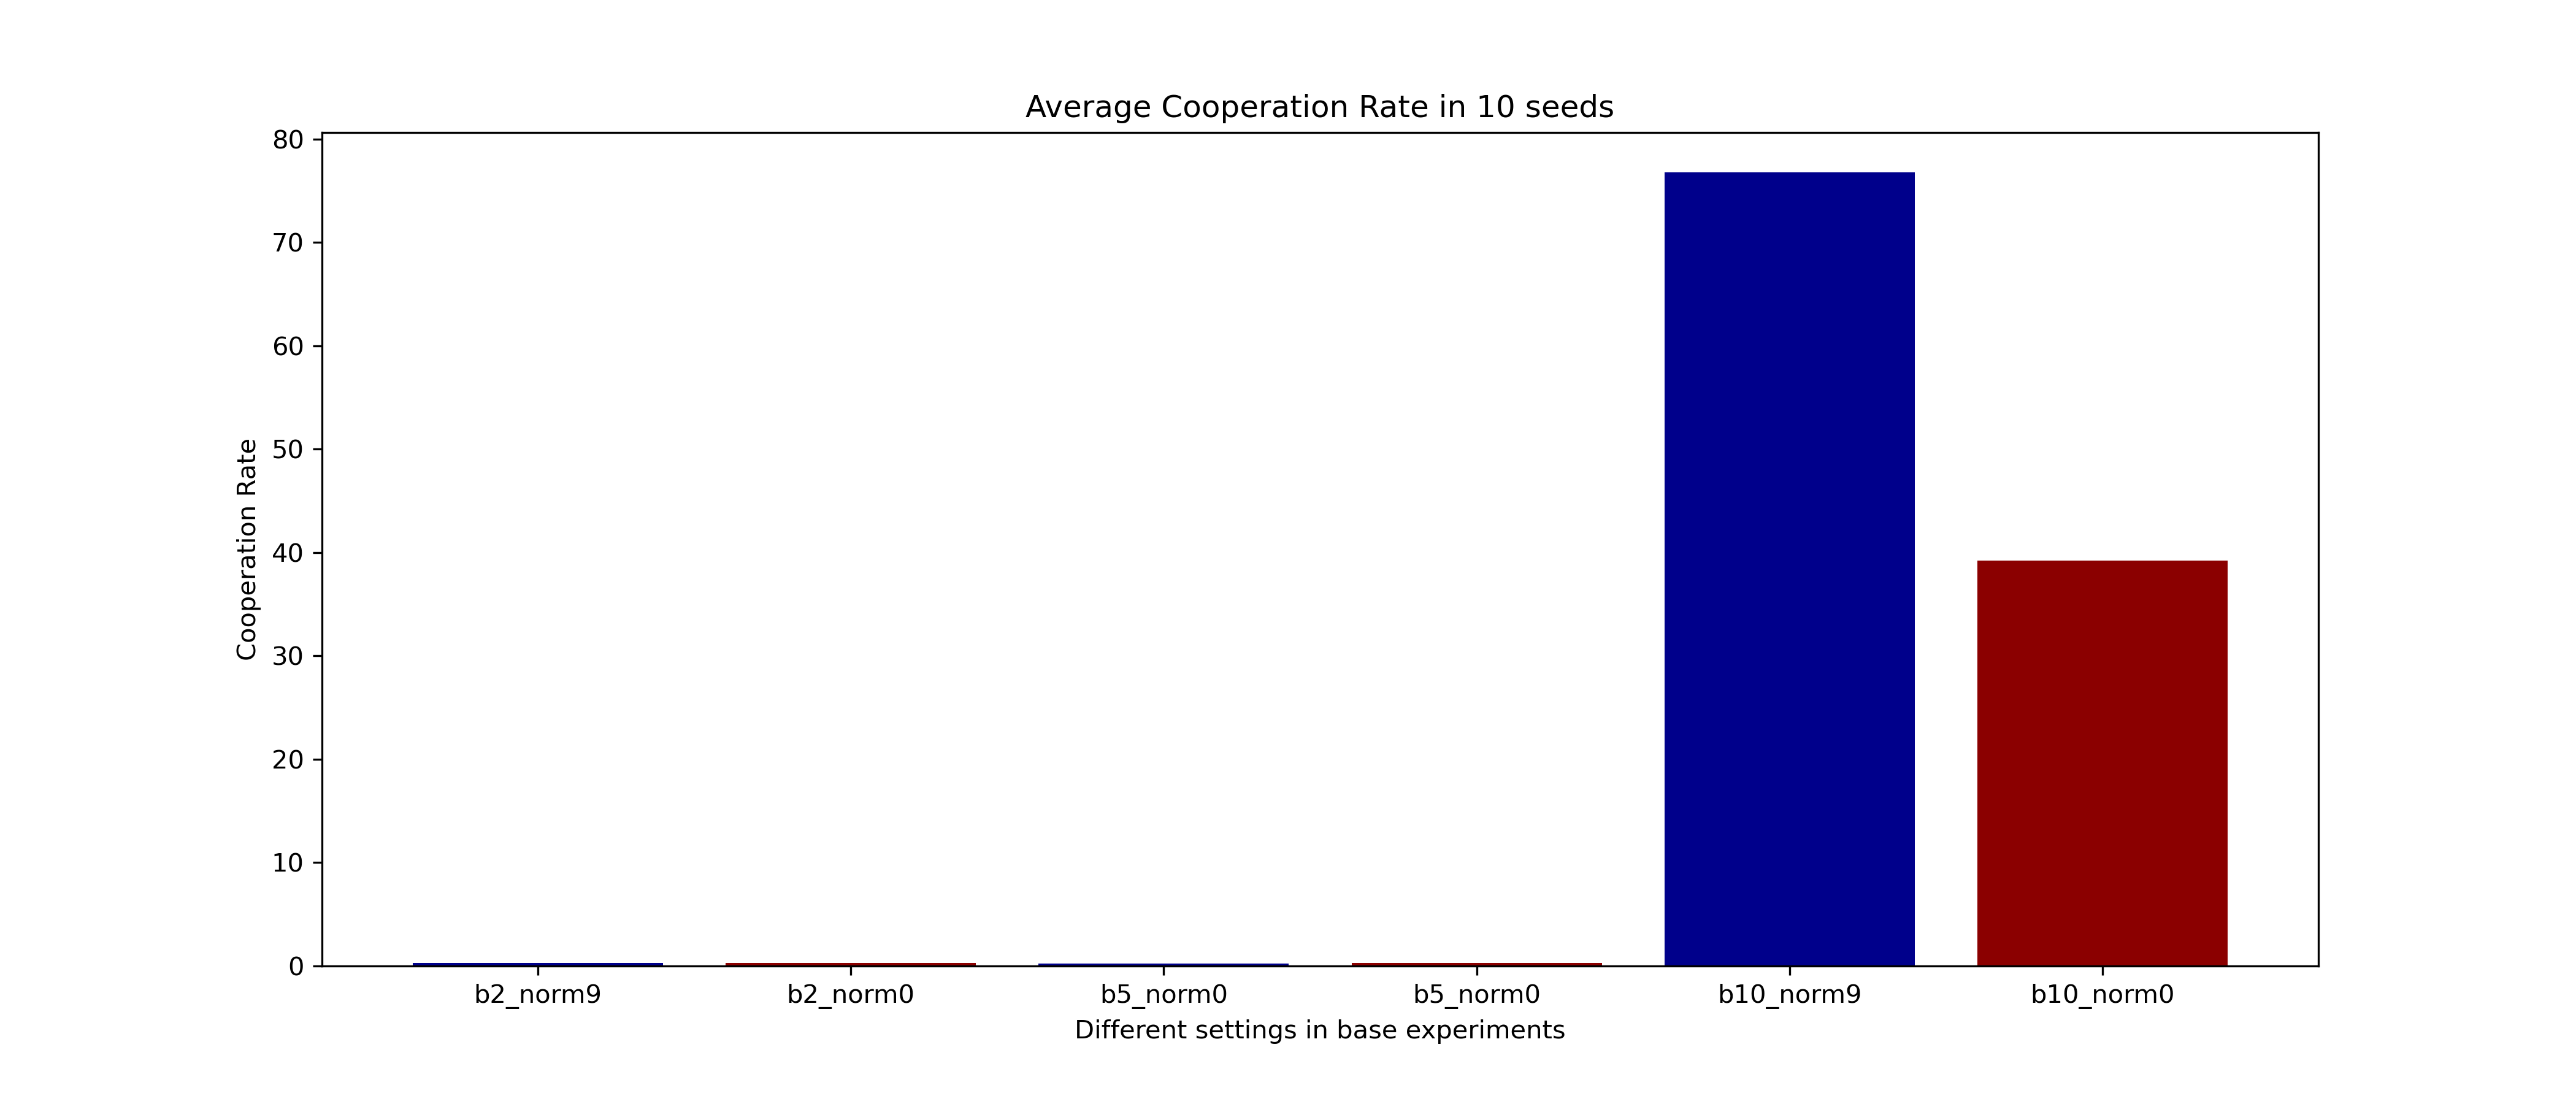 Average Cooperation Rate in 10 seeds
80
70
60
50
40
30
20
10
0
Cooperation Rate
b2_norm9 b2_norm0 b5_norm0 b5_norm0 b10_norm9 b10_norm0
Different settings in base experiments